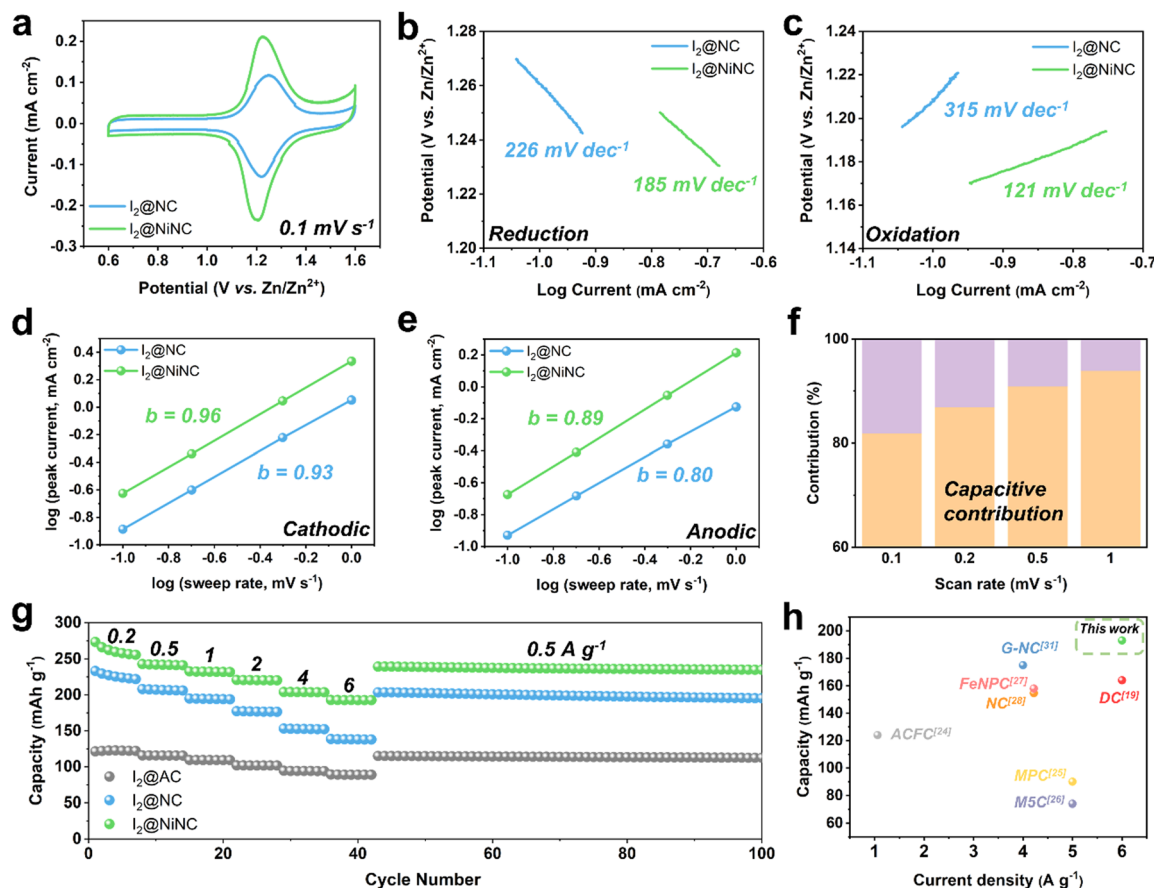 a
Current (mA cm⁻²)
0.2
0.1
0.0
-0.1
-0.2
-0.3
I₂@NC
I₂@NiNC
0.1 mV s⁻¹
0.6 0.8 1.0 1.2 1.4 1.6
Potential (V vs. Zn/Zn²⁺)
b
Potential (V vs. Zn/Zn²⁺)
1.28
1.26
1.24
1.22
1.20
I₂@NC
I₂@NiNC
226 mV dec⁻¹
185 mV dec⁻¹
Reduction
-1.1 -1.0 -0.9 -0.8 -0.7 -0.6
Log Current (mA cm⁻²)
c
Potential (V vs. Zn/Zn²⁺)
1.24
1.22
1.20
1.18
1.16
1.14
I₂@NC
I₂@NiNC
315 mV dec⁻¹
121 mV dec⁻¹
Oxidation
-1.1 -1.0 -0.9 -0.8 -0.7
Log Current (mA cm⁻²)
d
log (peak current, mA cm⁻²)
0.4
0.2
0.0
-0.2
-0.4
-0.6
-0.8
-1.0
I₂@NC
I₂@NiNC
b = 0.96
b = 0.93
Cathodic
-1.0 -0.8 -0.6 -0.4 -0.2 0.0
log (sweep rate, mV s⁻¹)
e
log (peak current, mA cm⁻²)
0.2
0.0
-0.2
-0.4
-0.6
-0.8
-1.0
I₂@NC
I₂@NiNC
b = 0.89
b = 0.80
Anodic
-1.0 -0.8 -0.6 -0.4 -0.2 0.0
log (sweep rate, mV s⁻¹)
f
Contribution (%)
100
80
60
Capacitive
contribution
0.1 0.2 0.5 1
Scan rate (mV s⁻¹)
g
Capacity (mAh g⁻¹)
300
250
200
150
100
50
0
0.2
0.5
1
2
4
6
0.5 A g⁻¹
I₂@AC
I₂@NC
I₂@NiNC
0 20 40 60 80 100
Cycle Number
h
Capacity (mAh g⁻¹)
200
180
160
140
120
100
80
60
This work
G-NC[31]
FeNPC[27]
NC[28]
DC[19]
ACFC[24]
MPC[25]
M5C[26]
1 2 3 4 5 6
Current density (A g⁻¹)